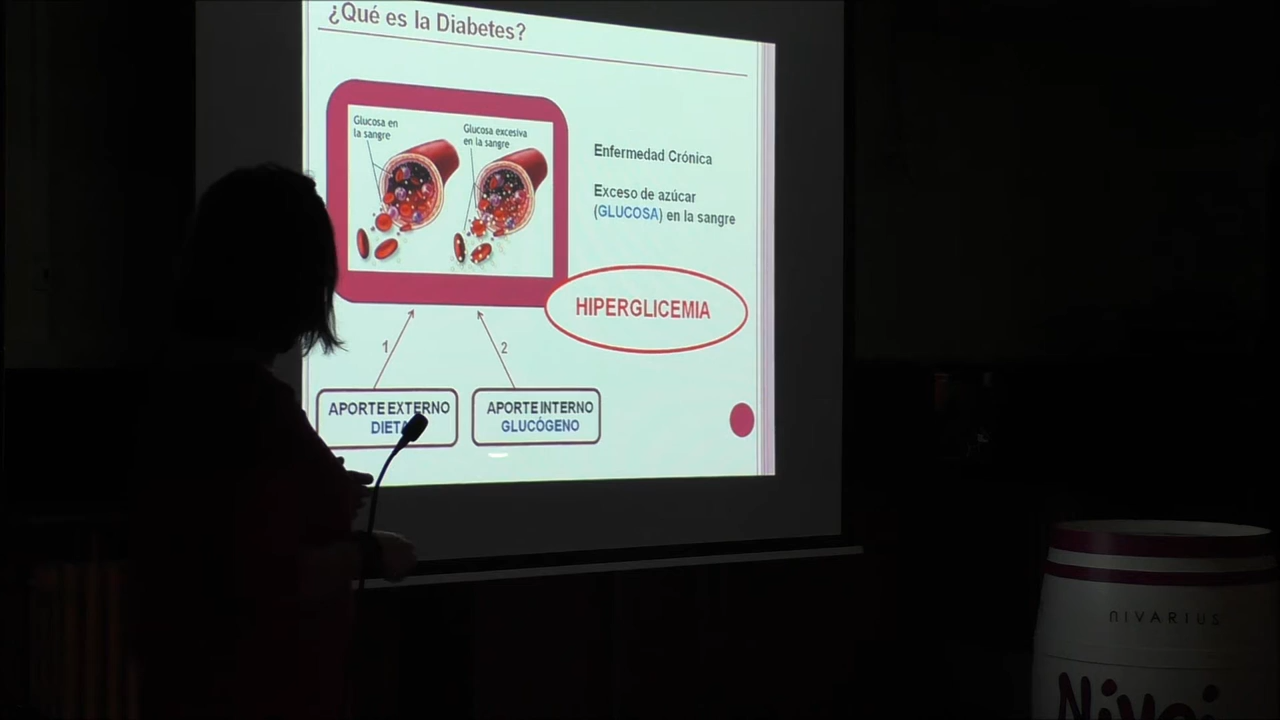 ¿Qué es la Diabetes?
Glucosa en
la sangre
Glucosa excesiva
en la sangre
Enfermedad Crónica
Exceso de azúcar
(GLUCOSA) en la sangre
HIPERGLICEMIA
1
2
APORTE EXTERNO
DIETA
APORTE INTERNO
GLUCÓGENO
NIVARIUS